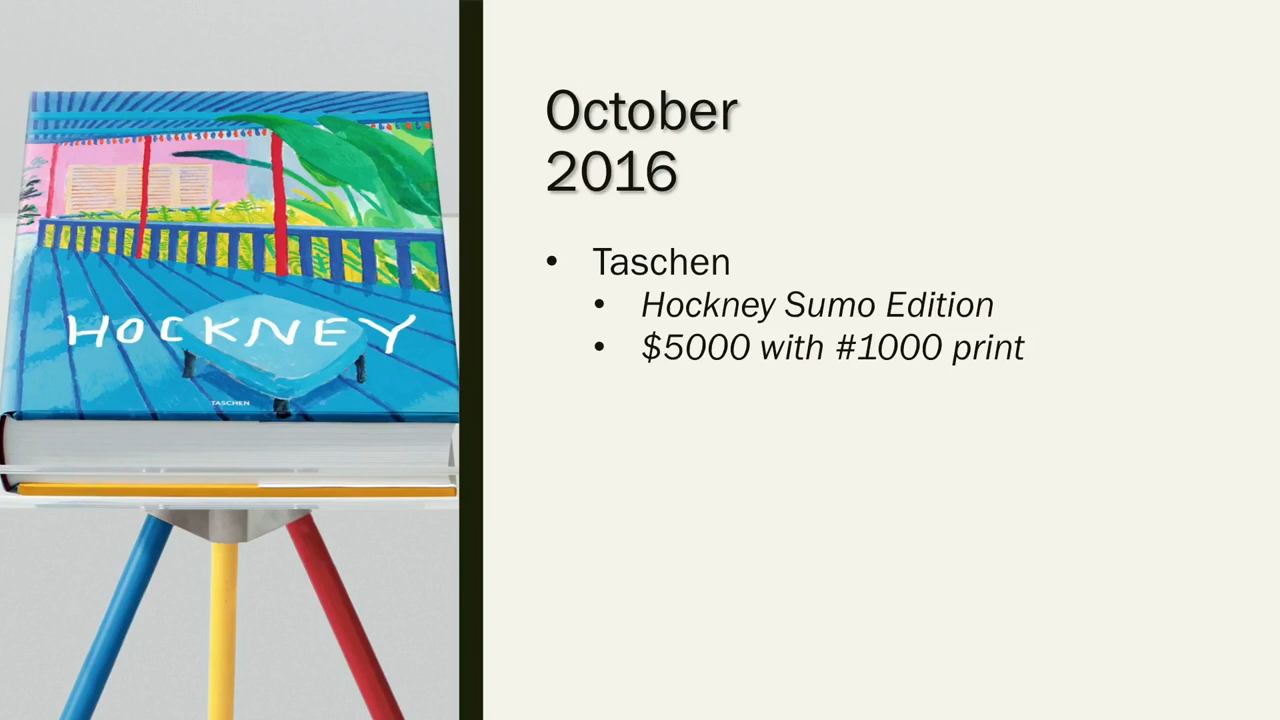 HOCKNEY
TASCHEN
October
2016
• Taschen
• Hockney Sumo Edition
• $5000 with #1000 print